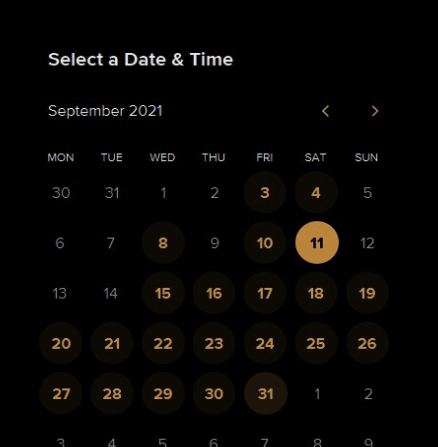 Select a Date & Time
September 2021
MON TUE WED THU FRI SAT SUN
30 31 1 2 3 4 5
6 7 8 9 10 11 12
13 14 15 16 17 18 19
20 21 22 23 24 25 26
27 28 29 30 31 1 2
3 4 5 6 7 8 9